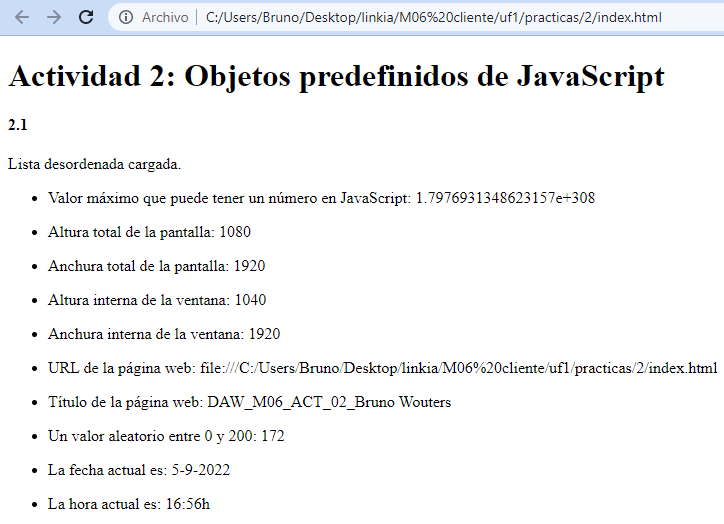 Archivo | C:/Users/Bruno/Desktop/linkia/M06%20cliente/uf1/practicas/2/index.html
Actividad 2: Objetos predefinidos de JavaScript
2.1
Lista desordenada cargada.
• Valor máximo que puede tener un número en JavaScript: 1.7976931348623157e+308
• Altura total de la pantalla: 1080
• Anchura total de la pantalla: 1920
• Altura interna de la ventana: 1040
• Anchura interna de la ventana: 1920
• URL de la página web: file:///C:/Users/Bruno/Desktop/linkia/M06%20cliente/uf1/practicas/2/index.html
• Título de la página web: DAW_M06_ACT_02_Bruno Wouters
• Un valor aleatorio entre 0 y 200: 172
• La fecha actual es: 5-9-2022
• La hora actual es: 16:56h